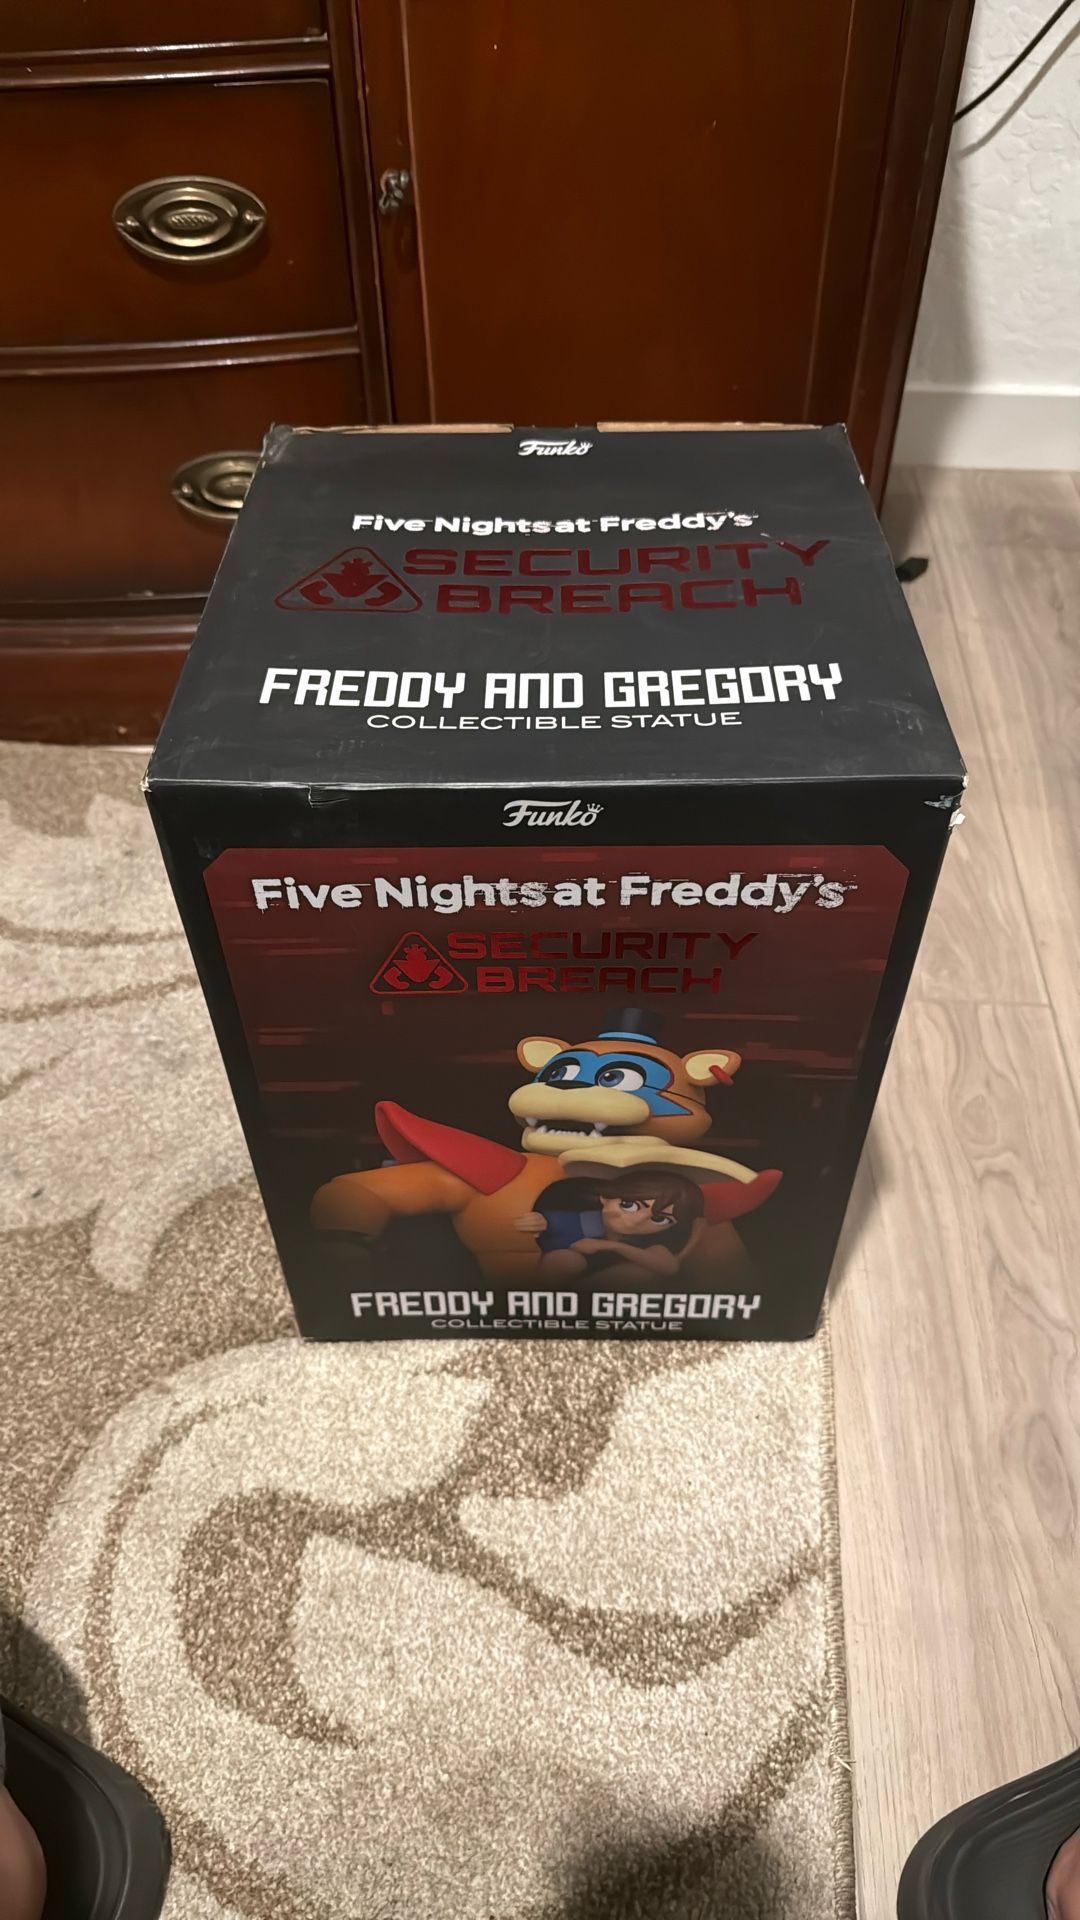 Funko
Five Nights at Freddy's
SECURITY
BREACH
FREDDY AND GREGORY
COLLECTIBLE STATUE
Funko
Five Nights at Freddy's™
SECURITY
BREACH
FREDDY AND GREGORY
COLLECTIBLE STATUE